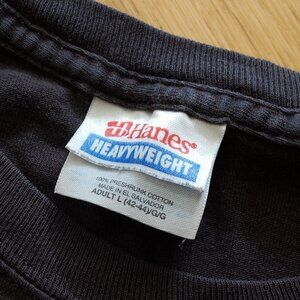 Hanes
HEAVYWEIGHT
100% PRESHRUNK COTTON
MADE IN EL SALVADOR
ADULT L (42-44)/G/G